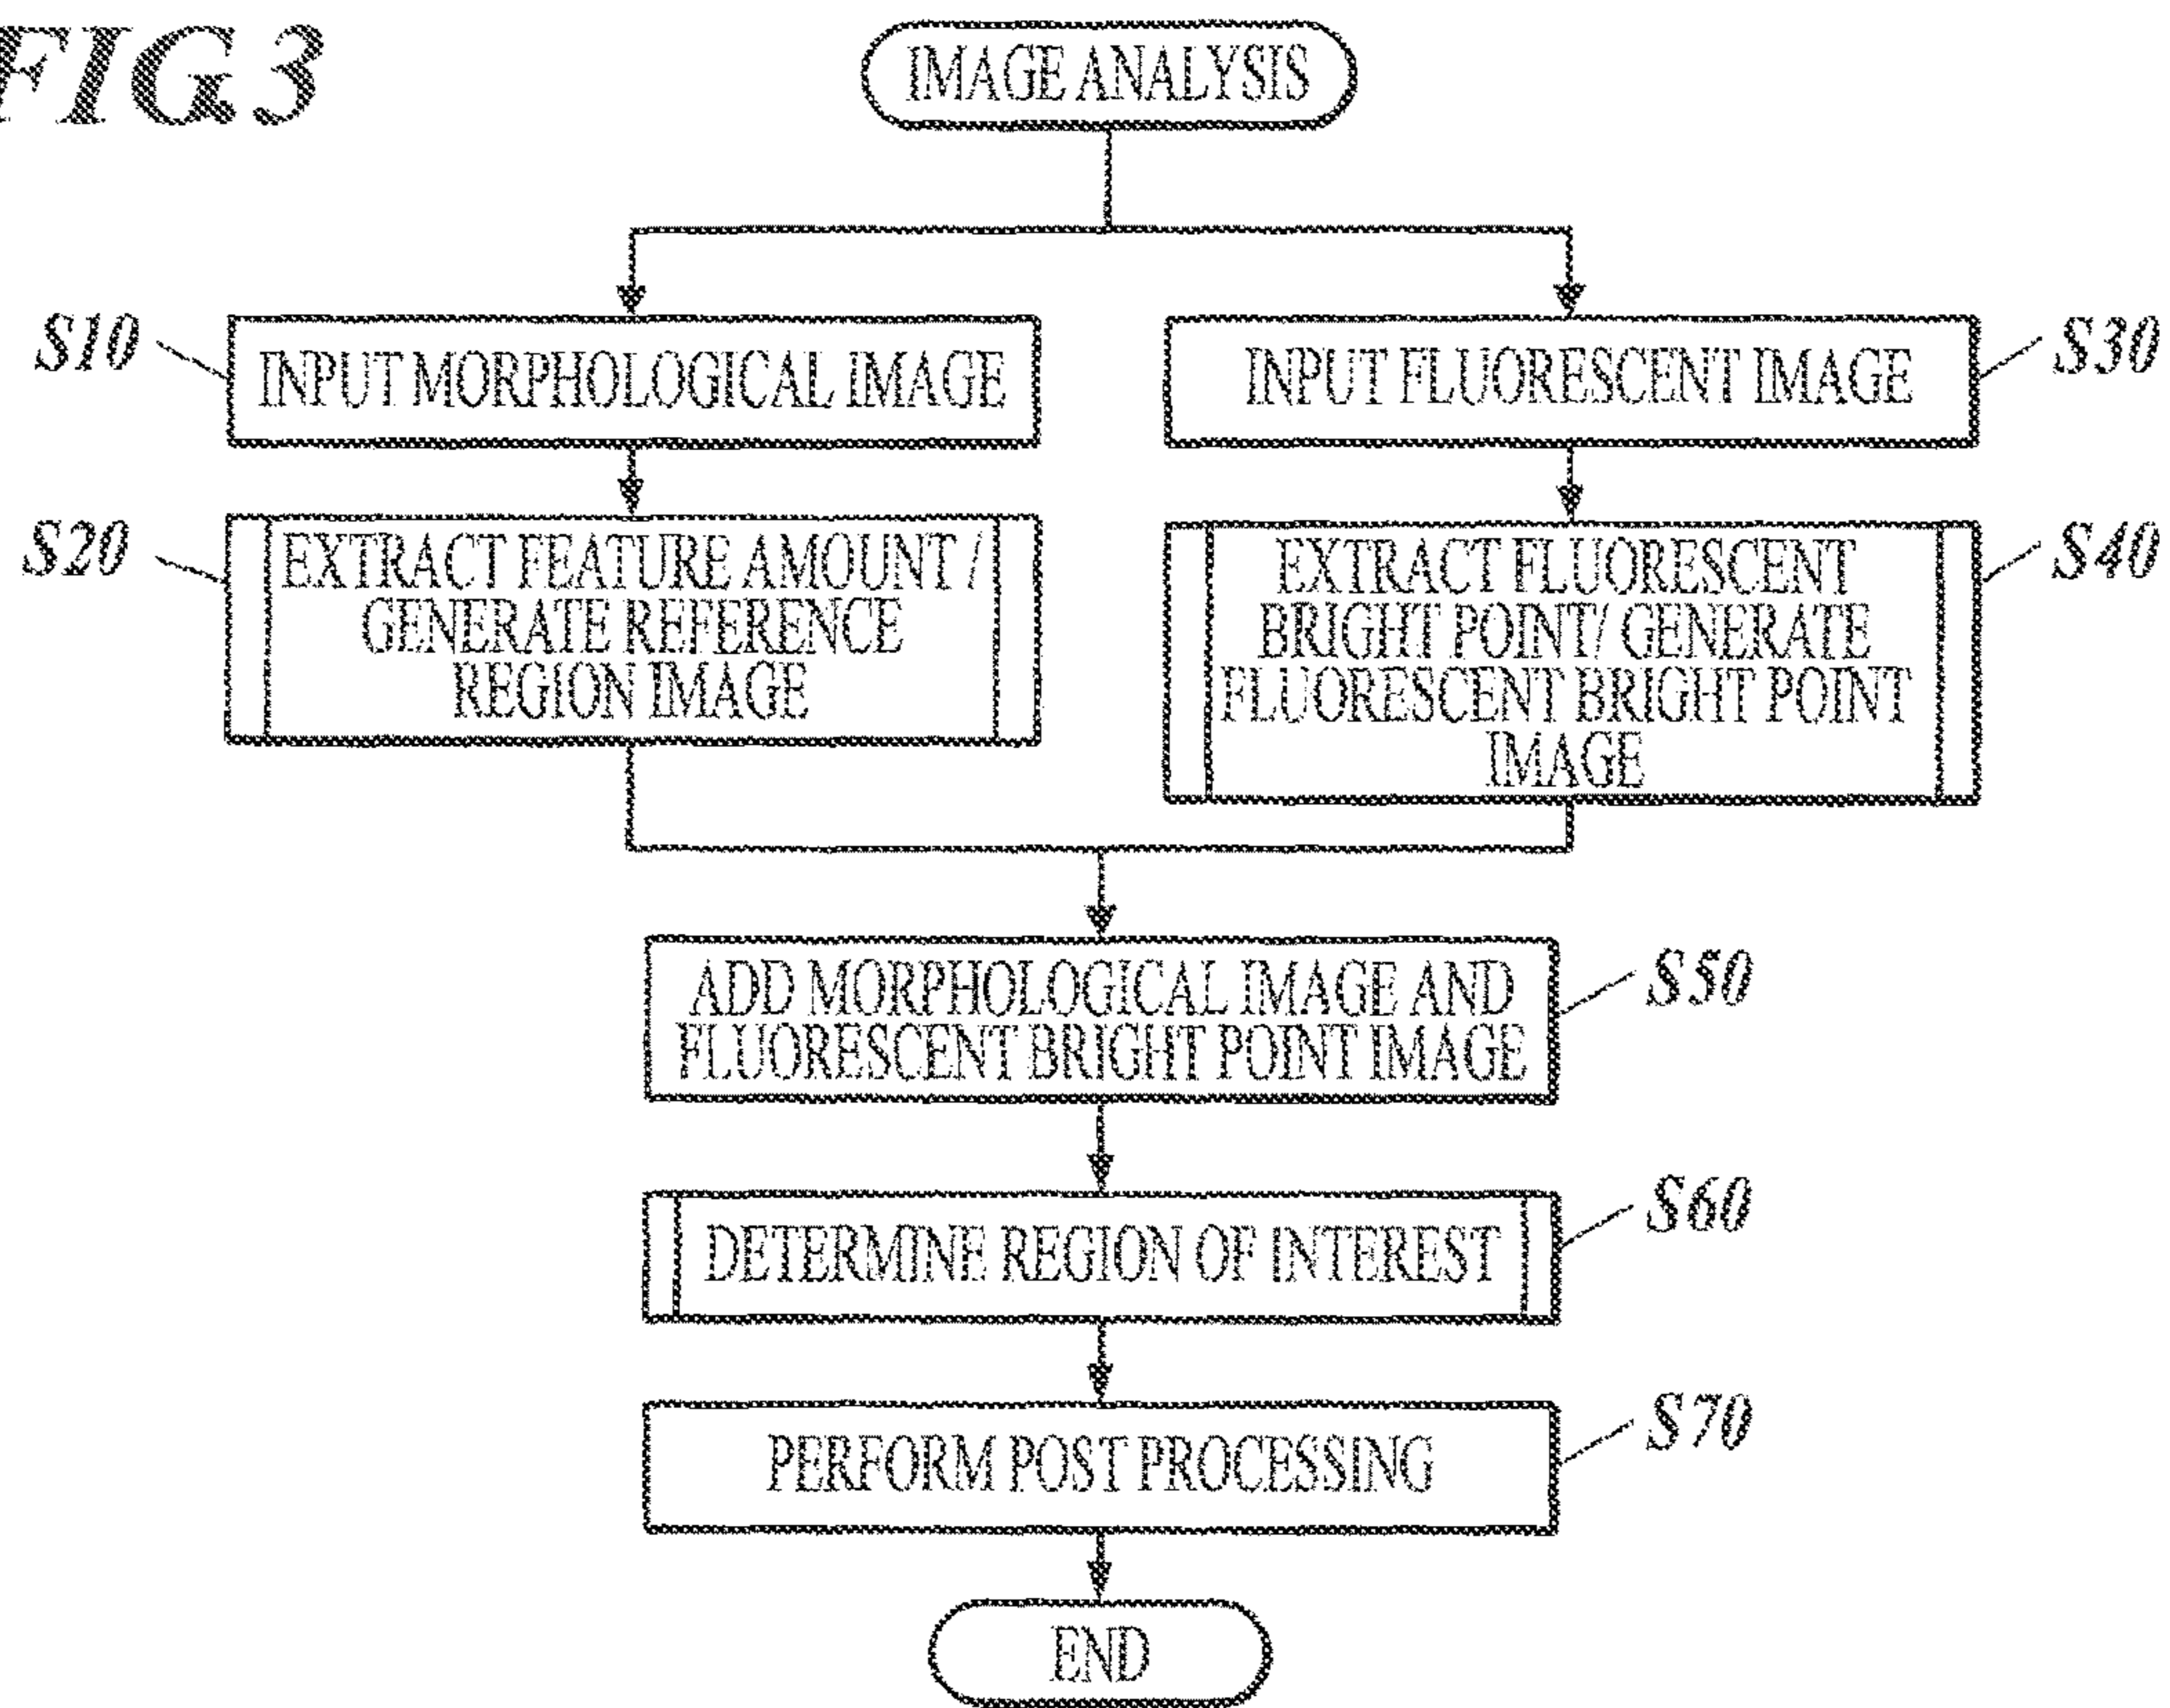 FIG.3
IMAGE ANALYSIS
S10
INPUT MORPHOLOGICAL IMAGE
INPUT FLUORESCENT IMAGE
S30
S20
EXTRACT FEATURE AMOUNT /
GENERATE REFERENCE
REGION IMAGE
EXTRACT FLUORESCENT
BRIGHT POINT/ GENERATE
FLUORESCENT BRIGHT POINT
IMAGE
S40
ADD MORPHOLOGICAL IMAGE AND
FLUORESCENT BRIGHT POINT IMAGE
S50
DETERMINE REGION OF INTEREST
S60
PERFORM POST PROCESSING
S70
END